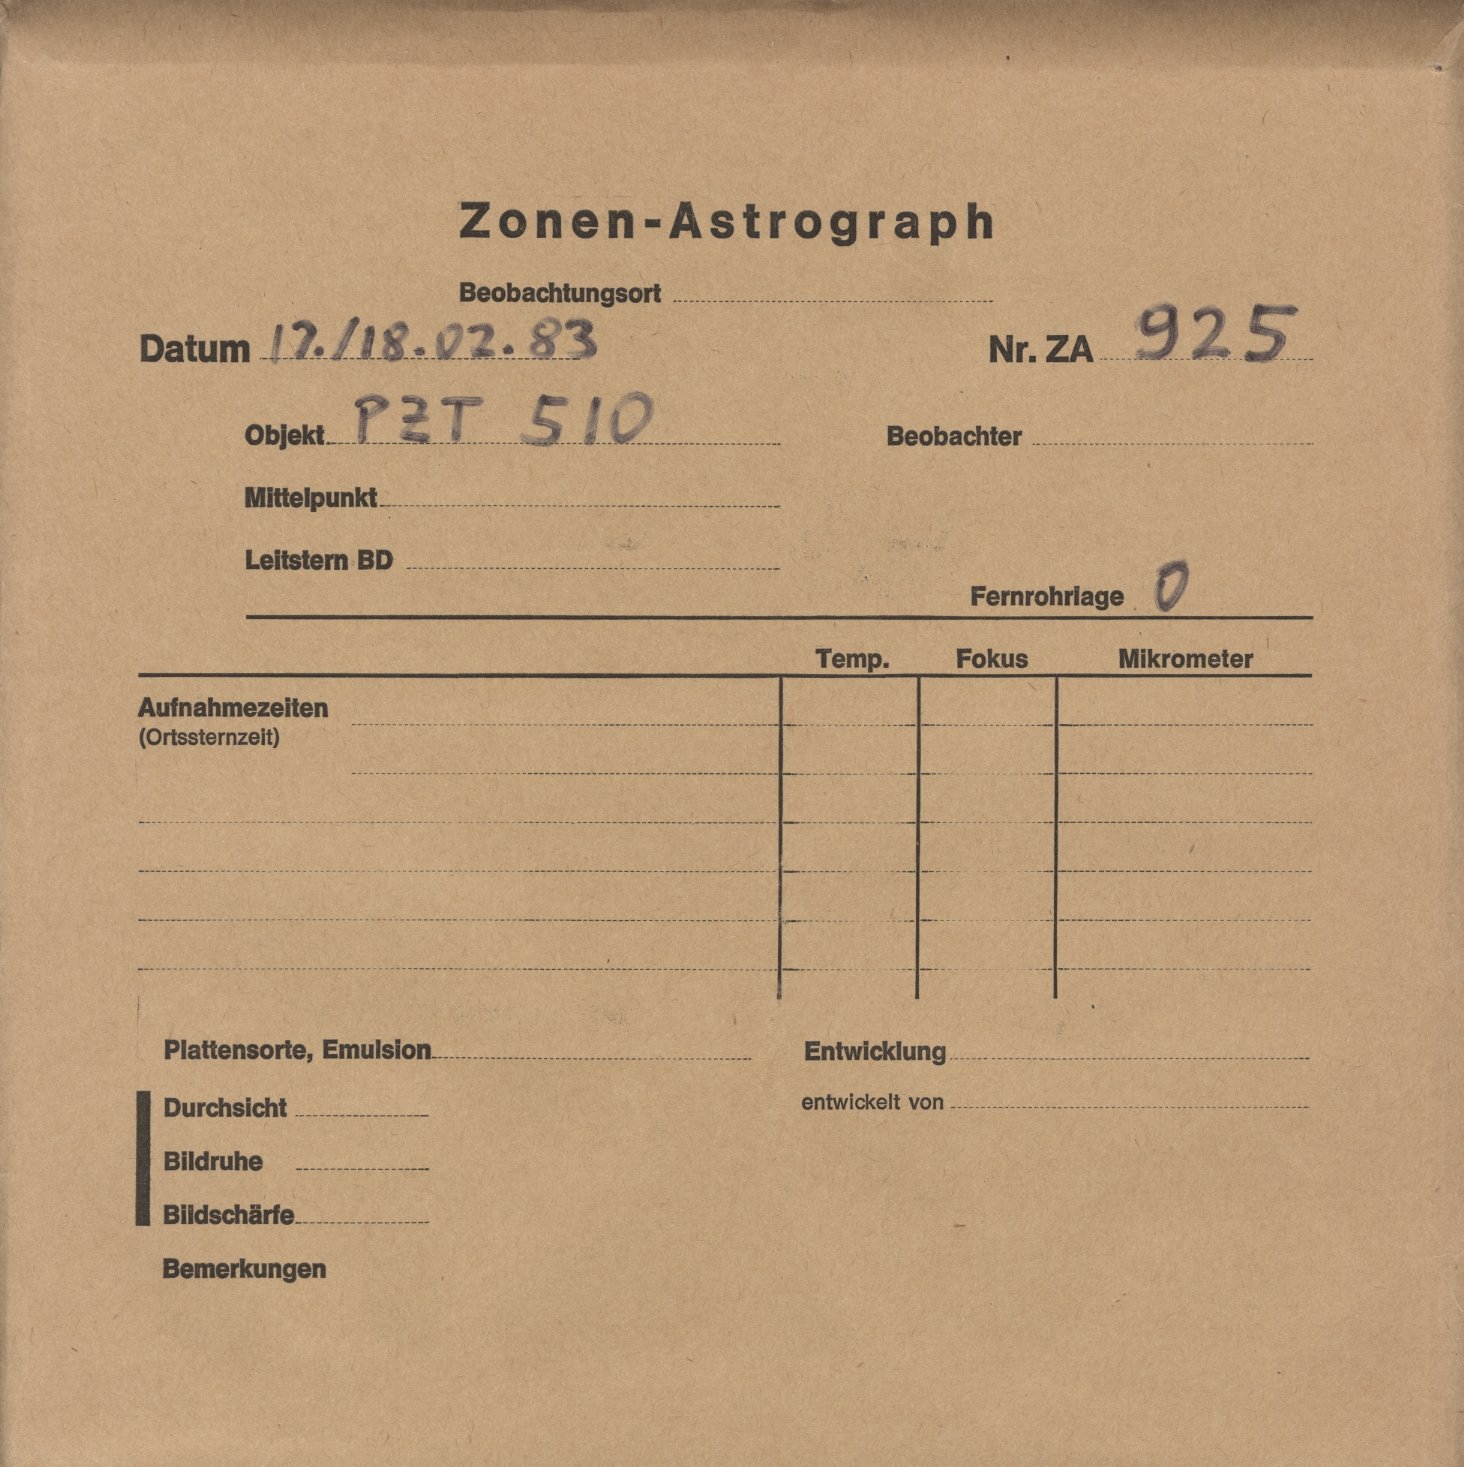 Zonen-Astrograph
Beobachtungsort
Datum 17./18.02.83 Nr. ZA 925
Objekt PZT 510 Beobachter
Mittelpunkt
Leitstern BD
Fernrohrlage O
Temp. Fokus Mikrometer
Aufnahmezeiten
(Ortssternzeit)
Plattensorte, Emulsion Entwicklung
Durchsicht entwickelt von
Bildruhe
Bildschärfe
Bemerkungen